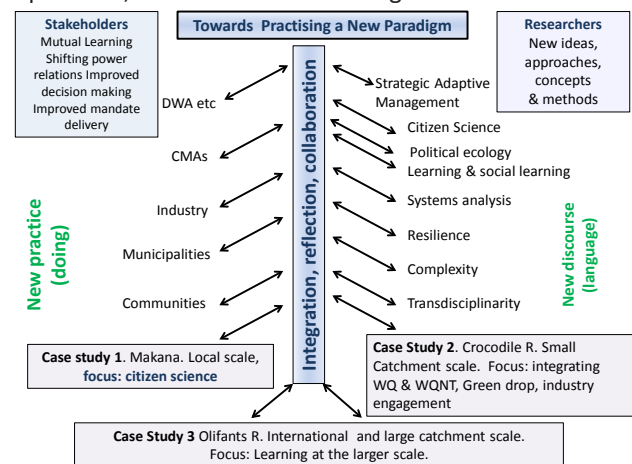 Stakeholders
Mutual Learning
Shifting power
relations Improved
decision making
Improved mandate
delivery
Towards Practising a New Paradigm
Researchers
New ideas,
approaches,
concepts
& methods
Integration, reflection, collaboration
DWA etc
CMAs
Industry
Municipalities
Communities
Strategic Adaptive
Management
Citizen Science
Political ecology
Learning & social learning
Systems analysis
Resilience
Complexity
Transdisciplinarity
New practice
(doing)
New discourse
(language)
Case study 1. Makana. Local scale,
focus: citizen science
Case Study 2. Crocodile R. Small
Catchment scale. Focus: integrating
WQ & WQNT, Green drop, industry
engagement
Case Study 3 Olifants R. International and large catchment scale.
Focus: Learning at the larger scale.